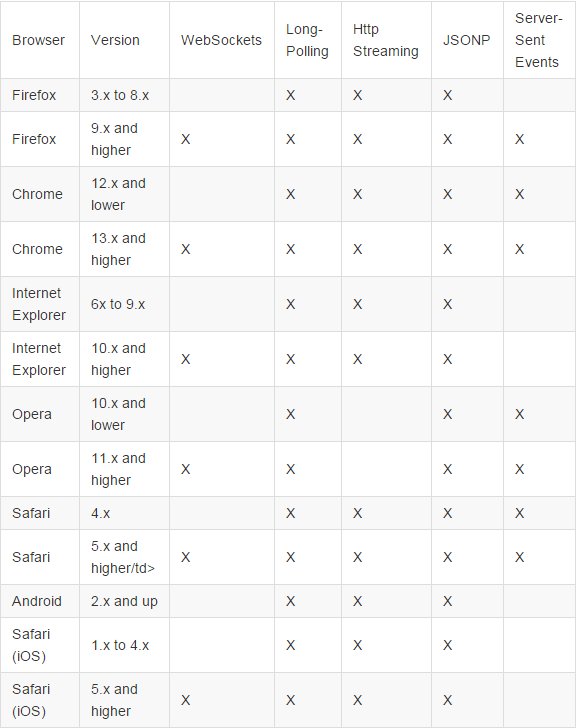 Browser Version WebSockets Long-Polling Http Streaming JSONP Server-Sent Events
Firefox 3.x to 8.x X X X
Firefox 9.x and higher X X X X X
Chrome 12.x and lower X X X X
Chrome 13.x and higher X X X X X
Internet Explorer 6x to 9.x X X X
Internet Explorer 10.x and higher X X X X
Opera 10.x and lower X X X
Opera 11.x and higher X X X X
Safari 4.x X X X X
Safari 5.x and higher/td> X X X X X
Android 2.x and up X X X
Safari (iOS) 1.x to 4.x X X X
Safari (iOS) 5.x and higher X X X X